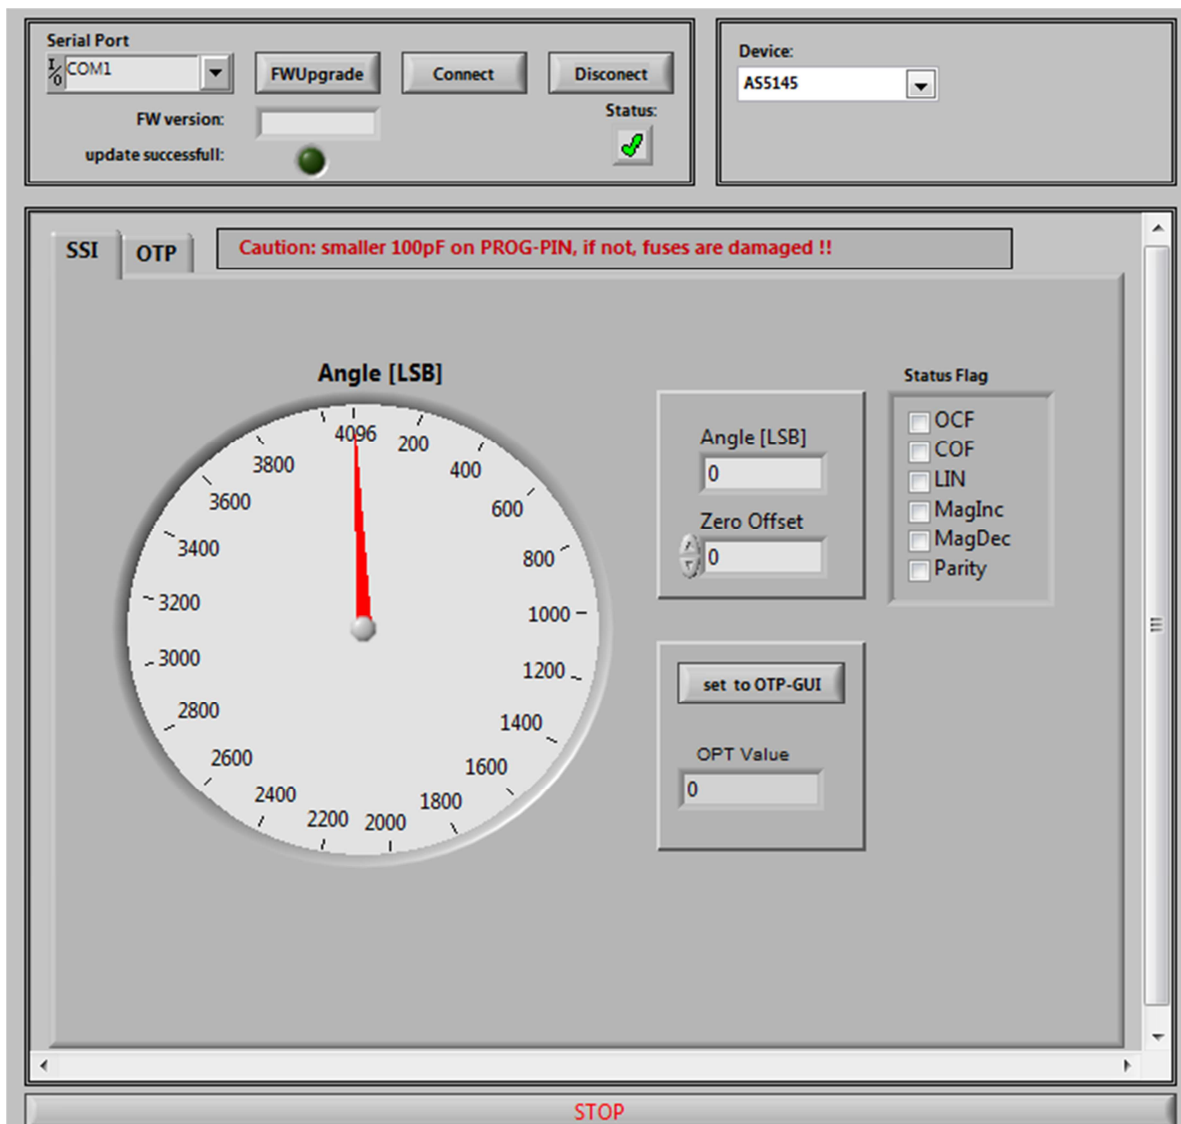 Serial Port
I/O COM1
FWUpgrade
Connect
Disconect
FW version:
Status:
update successfull:
Device:
AS5145
SSI
OTP
Caution: smaller 100pF on PROG-PIN, if not, fuses are damaged !!
Angle [LSB]
4096
200
400
600
800
1000
1200
1400
1600
1800
2000
2200
2400
2600
2800
3000
3200
3400
3600
3800
Angle [LSB]
0
Zero Offset
0
Status Flag
OCF
COF
LIN
MagInc
MagDec
Parity
set to OTP-GUI
OPT Value
0
STOP